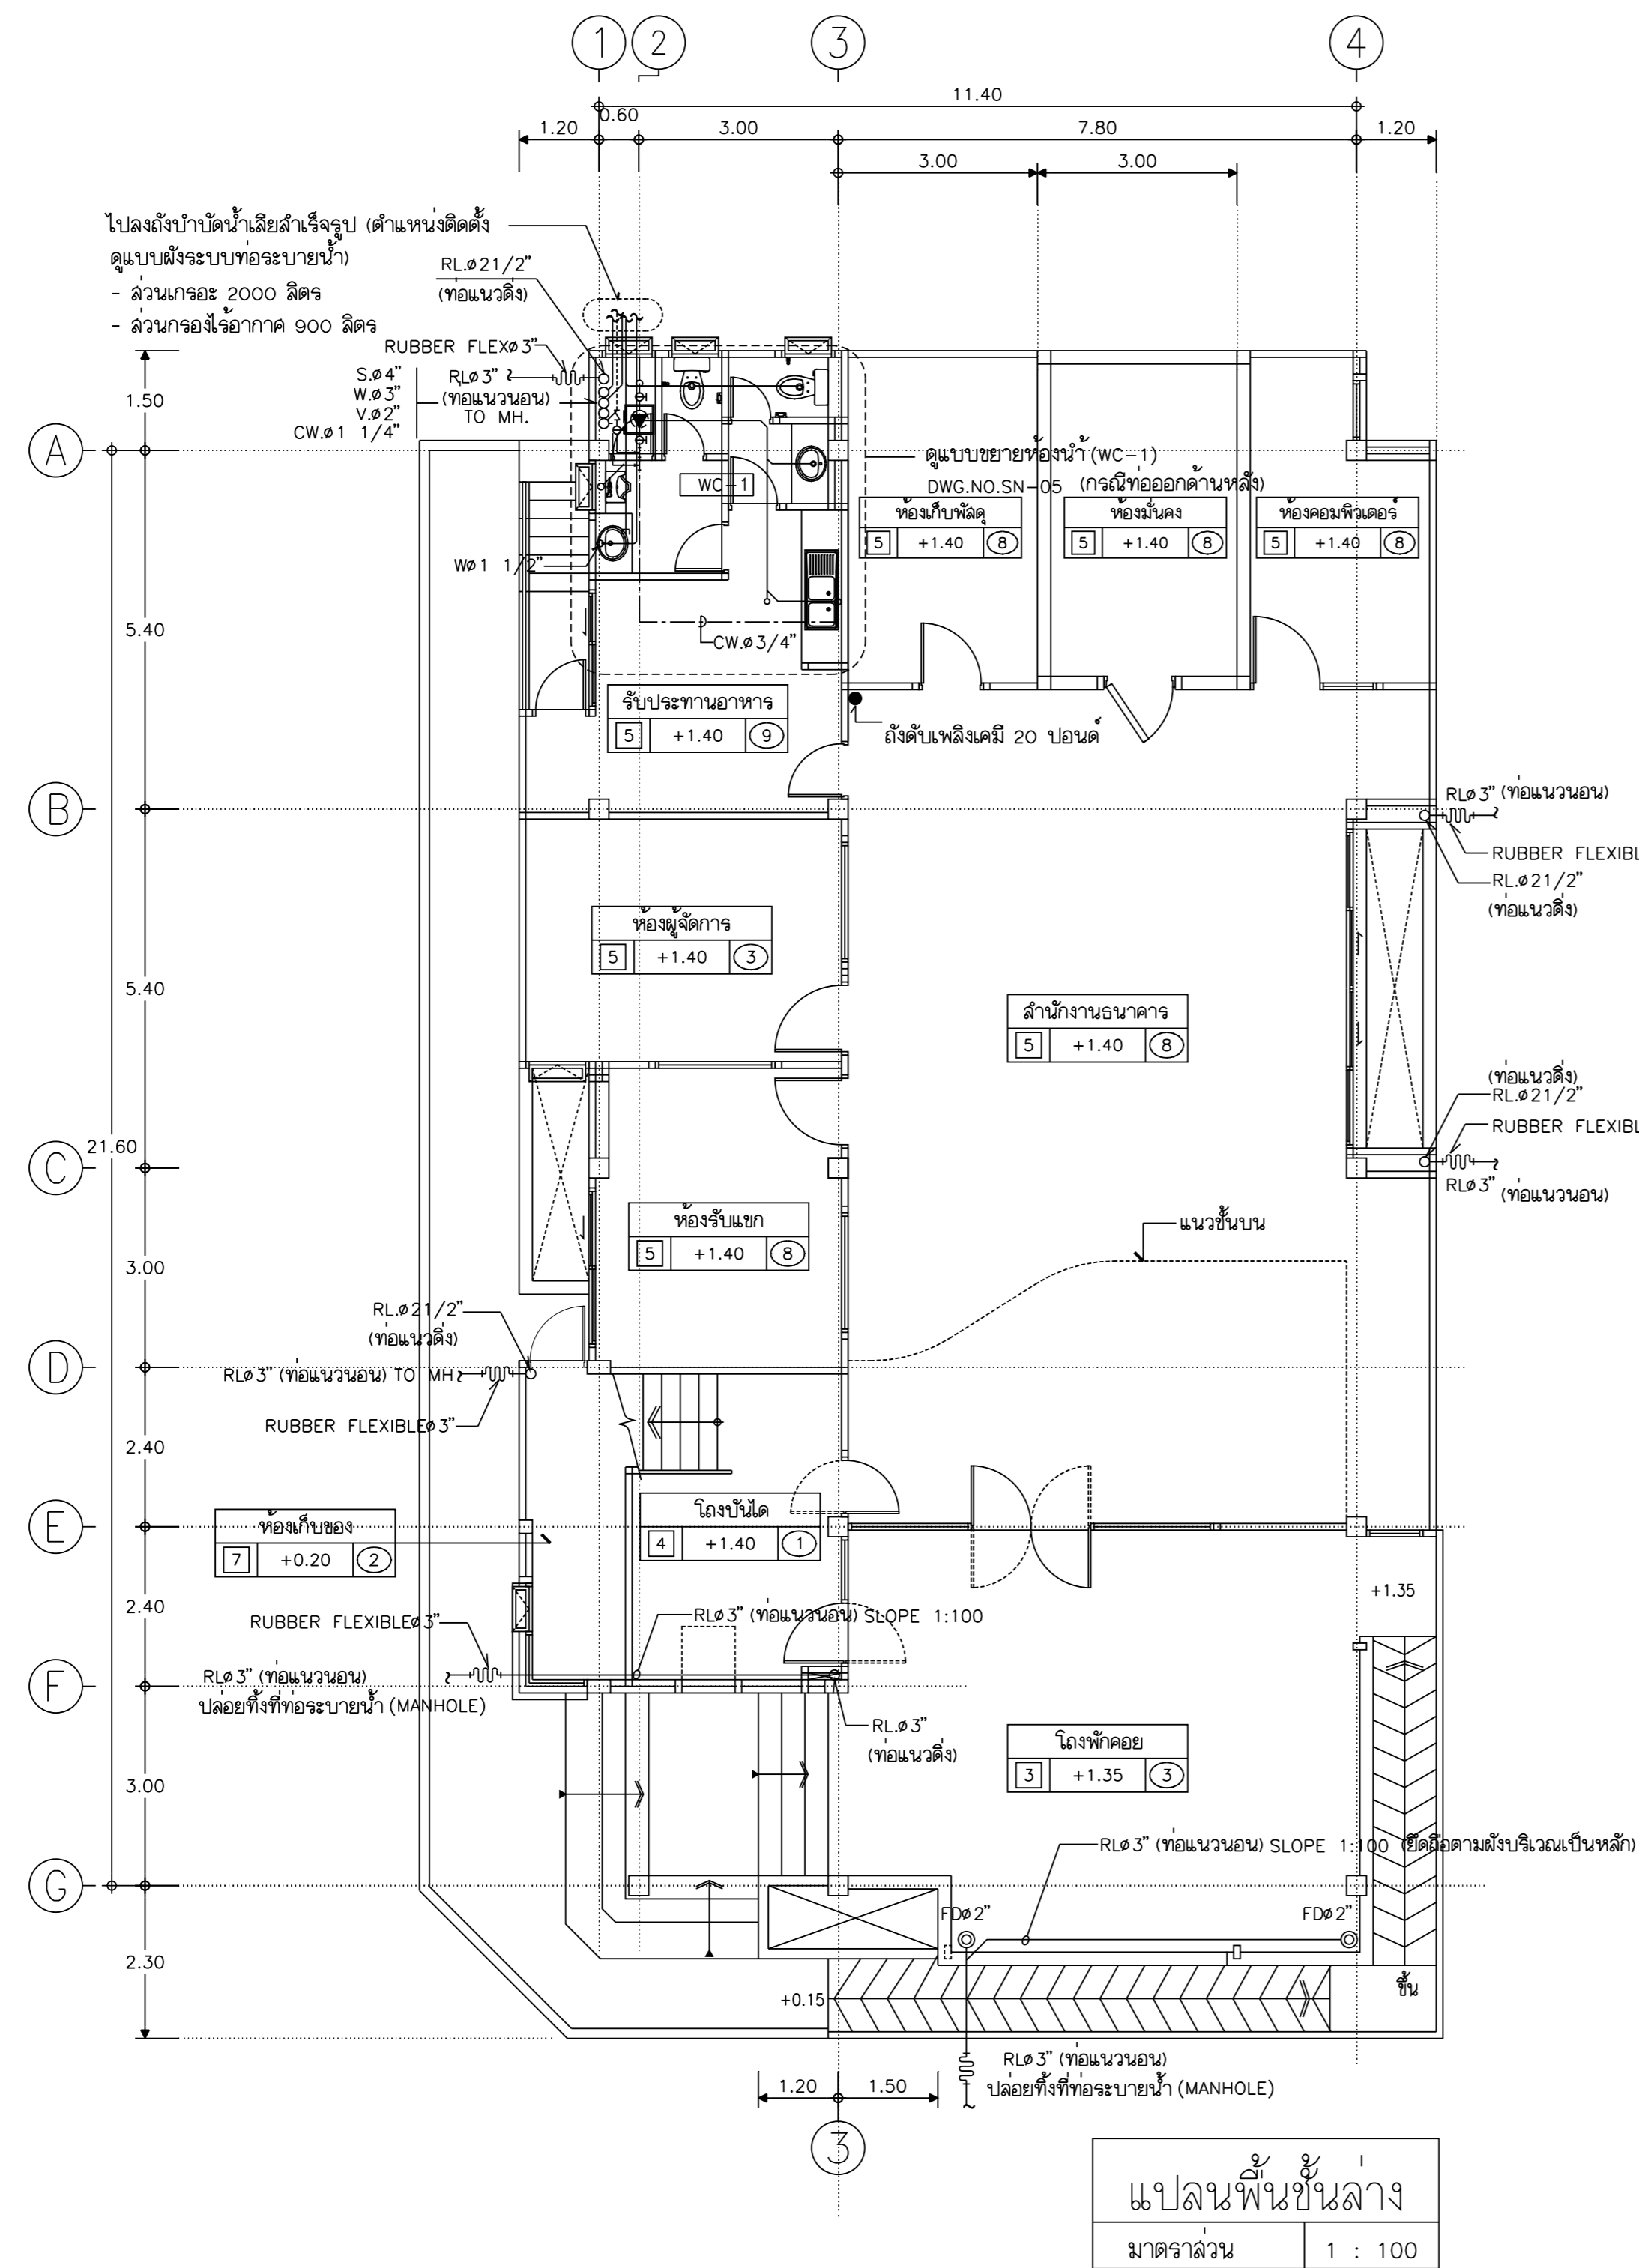 1
2
3
4
11.40
0.60
1.20
3.00
7.80
1.20
3.00
3.00
ไปลงถังบำบัดน้ำเสียสำเร็จรูป (ตำแหน่งติดตั้ง
ดูแบบผังระบบท่อระบายน้ำ)
- ส่วนเกรอะ 2000 ลิตร
- ส่วนกรองไร้อากาศ 900 ลิตร
RL.ø21/2"
(ท่อแนวดิ่ง)
RUBBER FLEXø3"
S.ø4"
W.ø3"
V.ø2"
CW.ø1 1/4"
RLø3"
(ท่อแนวนอน)
TO MH.
1.50
A
ดูแบบขยายห้องน้ำ (WC-1)
DWG.NO.SN-05 (กรณีท่อออกด้านหลัง)
WC-1
ห้องเก็บพัสดุ
5 +1.40 8
ห้องมั่นคง
5 +1.40 8
ห้องคอมพิวเตอร์
5 +1.40 8
Wø1 1/2"
5.40
CW.ø3/4"
รับประทานอาหาร
5 +1.40 9
ถังดับเพลิงเคมี 20 ปอนด์
B
RLø3" (ท่อแนวนอน)
RUBBER FLEXIBL
RL.ø21/2"
(ท่อแนวดิ่ง)
ห้องผู้จัดการ
5 +1.40 3
5.40
สำนักงานธนาคาร
5 +1.40 8
(ท่อแนวดิ่ง)
RL.ø21/2"
RUBBER FLEXIBL
RLø3" (ท่อแนวนอน)
21.60
C
ห้องรับแขก
5 +1.40 8
แนวชั้นบน
3.00
RL.ø21/2"
(ท่อแนวดิ่ง)
D
RLø3" (ท่อแนวนอน) TO MH
RUBBER FLEXIBLEø3"
2.40
ห้องเก็บของ
7 +0.20 2
โถงบันได
4 +1.40 1
E
+1.35
2.40
RUBBER FLEXIBLEø3"
RLø3" (ท่อแนวนอน) SLOPE 1:100
F
RLø3" (ท่อแนวนอน)
ปล่อยทิ้งที่ท่อระบายน้ำ (MANHOLE)
RL.ø3"
(ท่อแนวดิ่ง)
โถงพักคอย
3 +1.35 3
3.00
RLø3" (ท่อแนวนอน) SLOPE 1:100 (ยึดถือตามผังบริเวณเป็นหลัก)
G
FDø2"
FDø2"
2.30
+0.15
ขึ้น
RLø3" (ท่อแนวนอน)
ปล่อยทิ้งที่ท่อระบายน้ำ (MANHOLE)
1.20
1.50
3
แปลนพื้นชั้นล่าง
มาตราส่วน 1 : 100